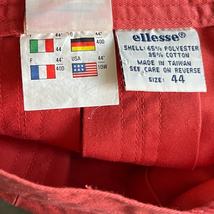 I
D
44'
40D
F
USA
44'
10W
40D
ellesse
SHELL: 65% POLYESTER
35% COTTON
MADE IN TAIWAN
SEE CARE ON REVERSE
SIZE: 44